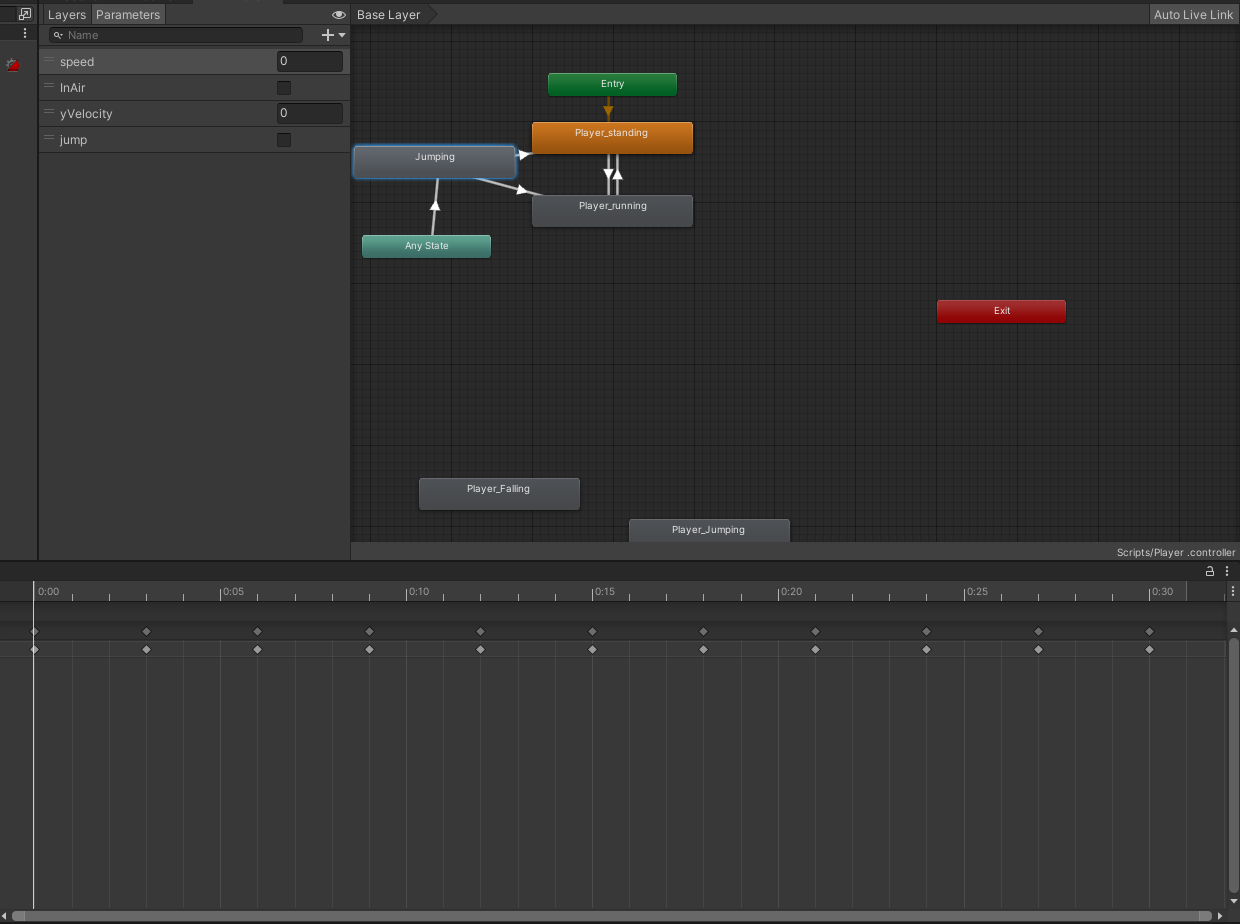 Layers Parameters
Name
speed 0
InAir
yVelocity 0
jump
Base Layer Auto Live Link
Entry
Player_standing
Jumping
Player_running
Any State
Exit
Player_Falling
Player_Jumping
Scripts/Player .controller
0:00 0:05 0:10 0:15 0:20 0:25 0:30